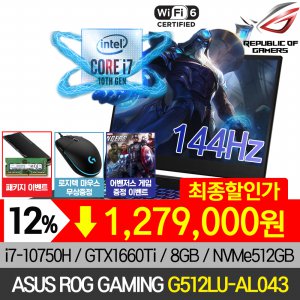 Wi Fi 6 CERTIFIED
REPUBLIC OF
GAMERS
intel
CORE i7
10TH GEN
144Hz
패키지 이벤트
로지텍 마우스
무상증정
어벤져스 게임
증정 이벤트
최종할인가
12% 1,279,000원
i7-10750H / GTX1660Ti / 8GB / NVMe512GB
ASUS ROG GAMING G512LU-AL043